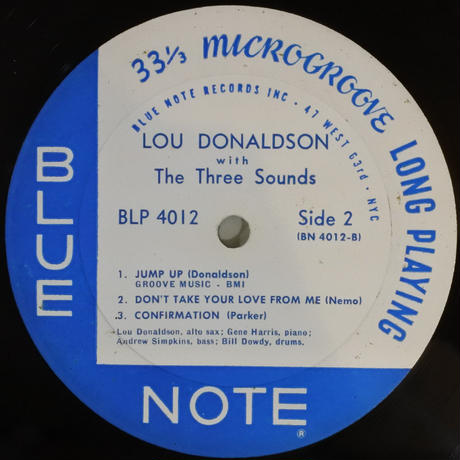 33⅓ MICROGROOVE LONG PLAYING
BLUE NOTE RECORDS INC · 47 WEST 63rd · NYC
LOU DONALDSON
with
The Three Sounds
BLP 4012 Side 2
(BN 4012-B)
1. JUMP UP (Donaldson)
GROOVE MUSIC - BMI
2. DON'T TAKE YOUR LOVE FROM ME (Nemo)
3. CONFIRMATION (Parker)
Lou Donaldson, alto sax; Gene Harris, piano;
Andrew Simpkins, bass; Bill Dowdy, drums.
BLUE
NOTE
®